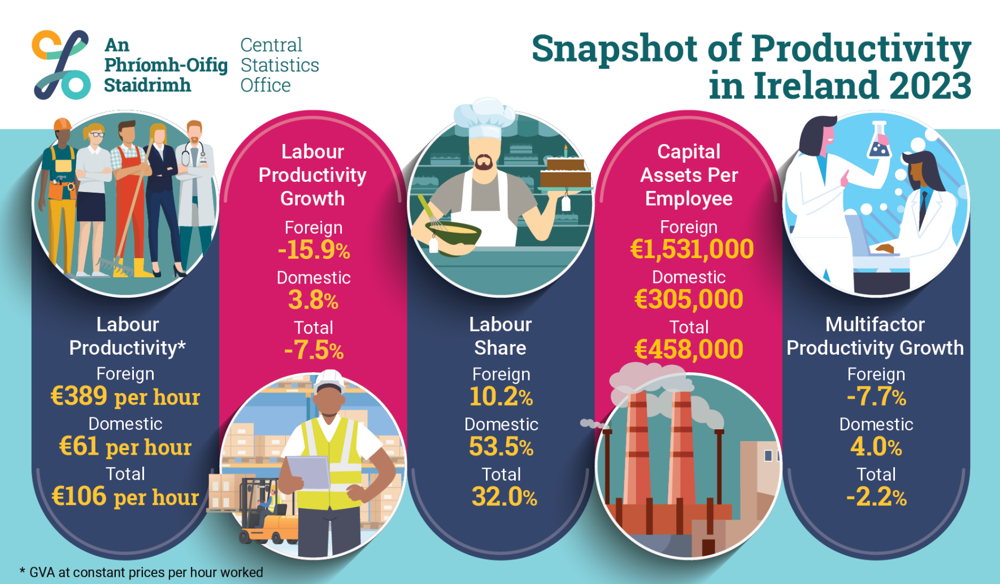 An
Phríomh-Oifig
Staidrimh
Central
Statistics
Office
Snapshot of Productivity
in Ireland 2023
Labour
Productivity*
Foreign
€389 per hour
Domestic
€61 per hour
Total
€106 per hour
Labour
Productivity
Growth
Foreign
-15.9%
Domestic
3.8%
Total
-7.5%
Labour
Share
Foreign
10.2%
Domestic
53.5%
Total
32.0%
Capital
Assets Per
Employee
Foreign
€1,531,000
Domestic
€305,000
Total
€458,000
Multifactor
Productivity Growth
Foreign
-7.7%
Domestic
4.0%
Total
-2.2%
* GVA at constant prices per hour worked